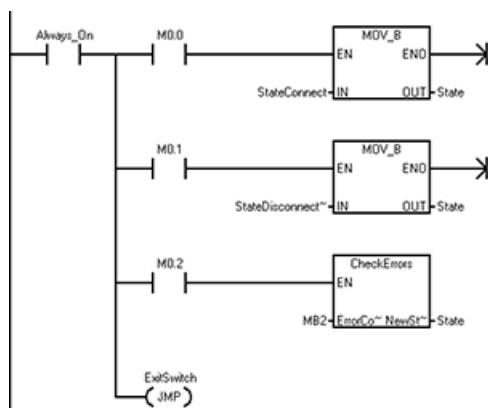 Always_On
M0.0
MOV_B
EN
ENO
StateConnect
IN
OUT
State
M0.1
MOV_B
EN
ENO
StateDisconnect~
IN
OUT
State
M0.2
CheckErrors
EN
MB2
ErrorCo~
NewSt~
State
ExitSwitch
JMP